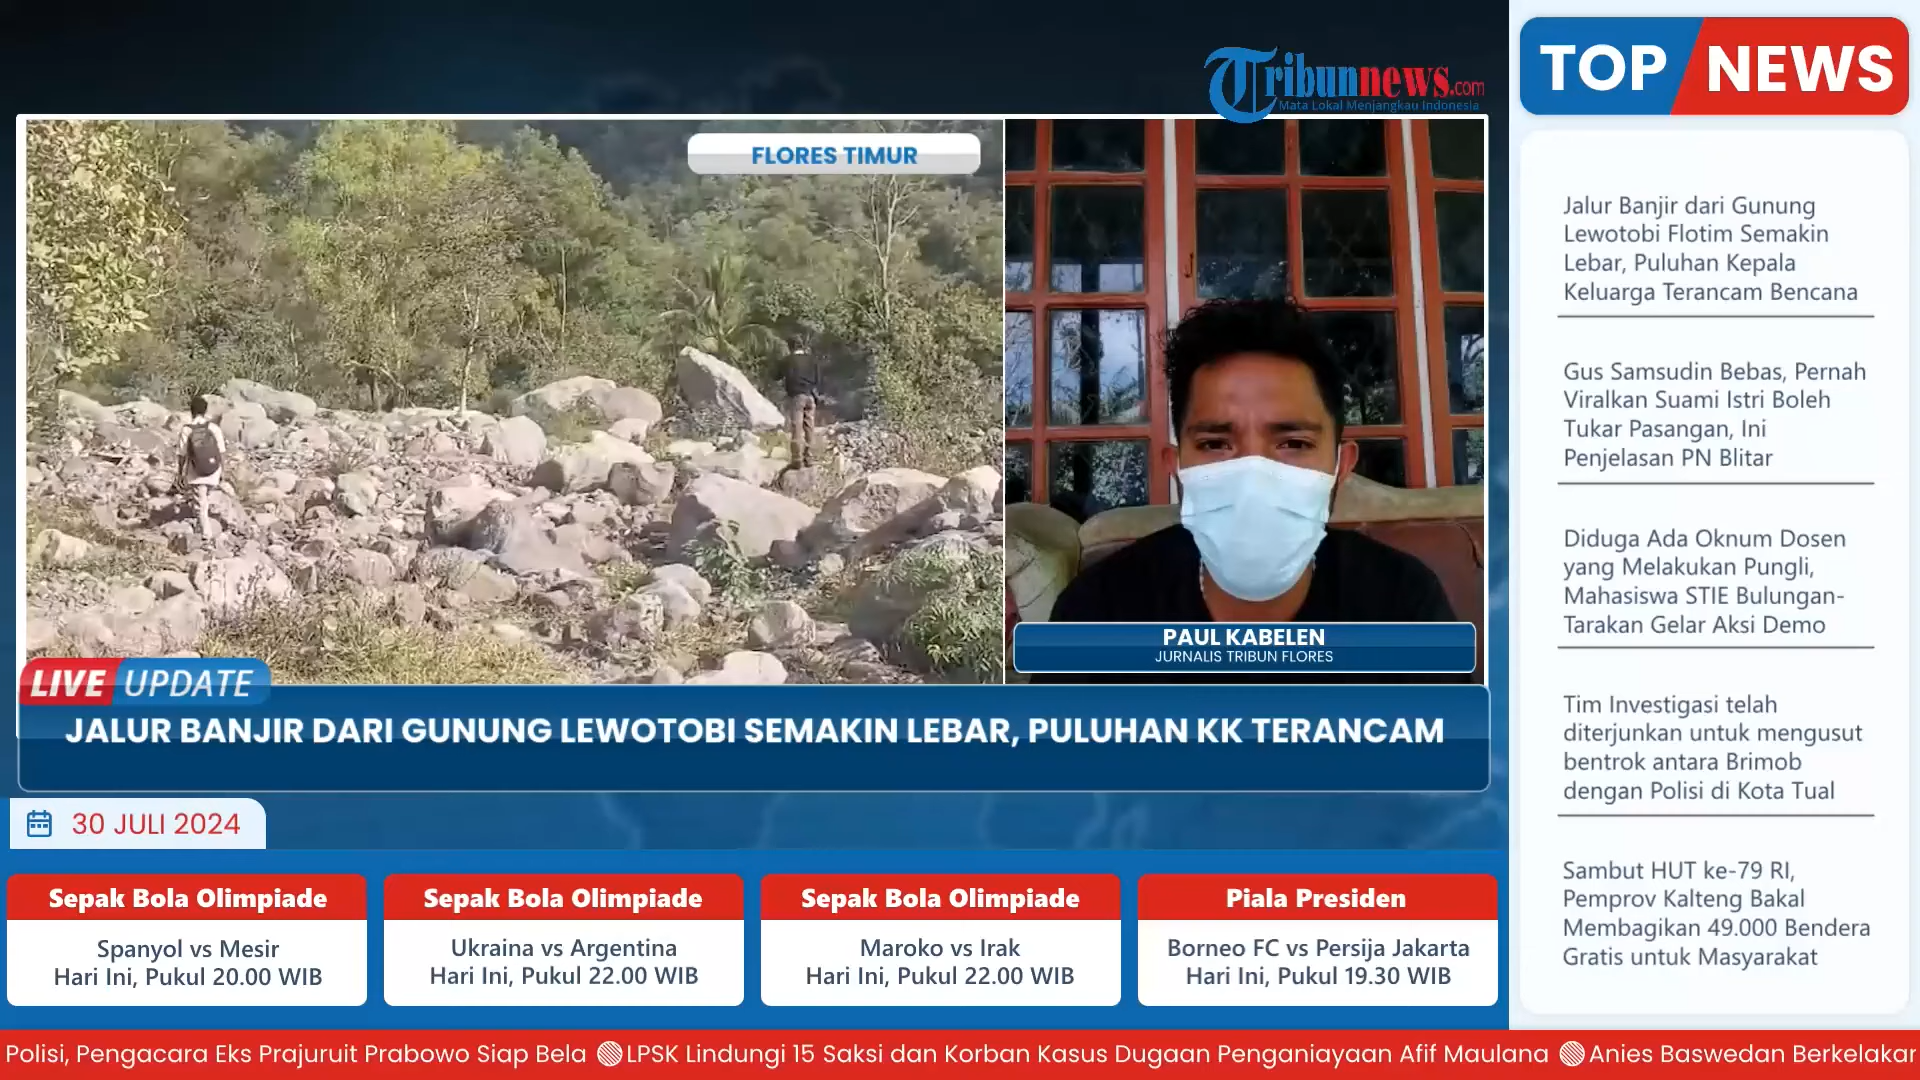 Tribunnews.com
Mata Lokal Menjangkau Indonesia
TOP NEWS
FLORES TIMUR
PAUL KABELEN
JURNALIS TRIBUN FLORES
LIVE UPDATE
JALUR BANJIR DARI GUNUNG LEWOTOBI SEMAKIN LEBAR, PULUHAN KK TERANCAM
30 JULI 2024
Sepak Bola Olimpiade
Spanyol vs Mesir
Hari Ini, Pukul 20.00 WIB
Sepak Bola Olimpiade
Ukraina vs Argentina
Hari Ini, Pukul 22.00 WIB
Sepak Bola Olimpiade
Maroko vs Irak
Hari Ini, Pukul 22.00 WIB
Piala Presiden
Borneo FC vs Persija Jakarta
Hari Ini, Pukul 19.30 WIB
Jalur Banjir dari Gunung
Lewotobi Flotim Semakin
Lebar, Puluhan Kepala
Keluarga Terancam Bencana
Gus Samsudin Bebas, Pernah
Viralkan Suami Istri Boleh
Tukar Pasangan, Ini
Penjelasan PN Blitar
Diduga Ada Oknum Dosen
yang Melakukan Pungli,
Mahasiswa STIE Bulungan-
Tarakan Gelar Aksi Demo
Tim Investigasi telah
diterjunkan untuk mengusut
bentrok antara Brimob
dengan Polisi di Kota Tual
Sambut HUT ke-79 RI,
Pemprov Kalteng Bakal
Membagikan 49.000 Bendera
Gratis untuk Masyarakat
Polisi, Pengacara Eks Prajuruit Prabowo Siap Bela LPSK Lindungi 15 Saksi dan Korban Kasus Dugaan Penganiayaan Afif Maulana Anies Baswedan Berkelakar